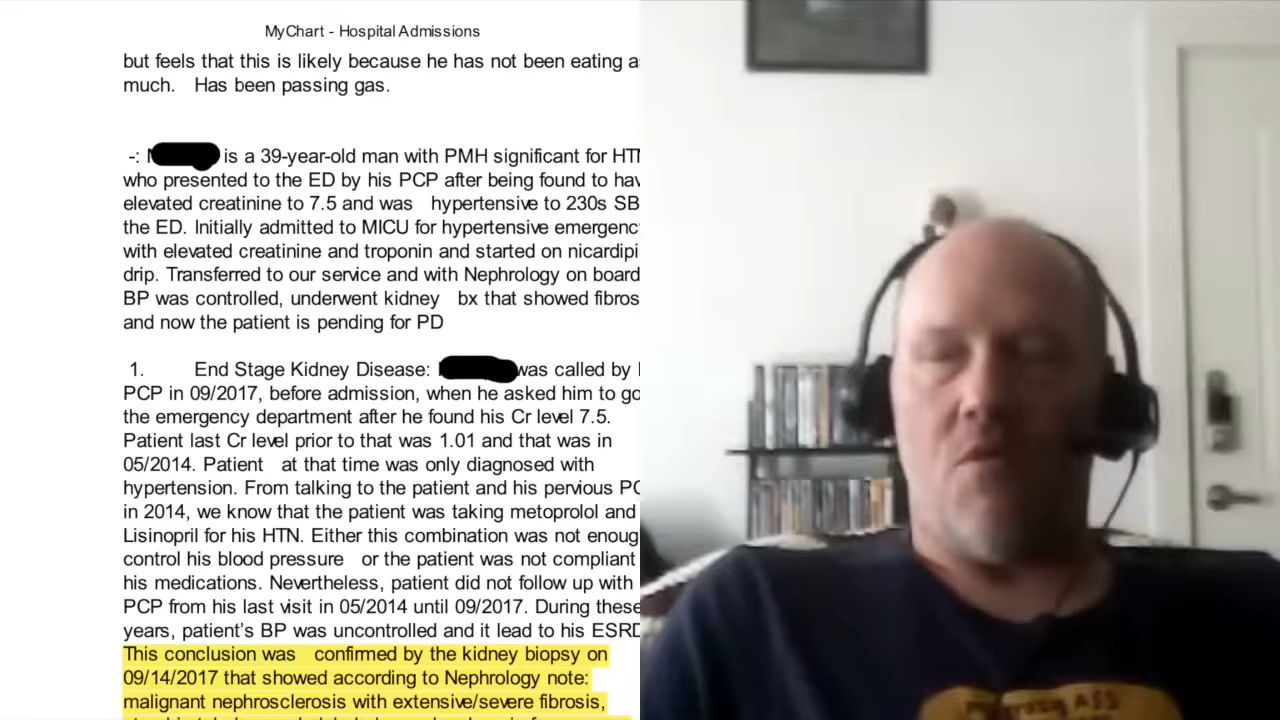 MyChart - Hospital Admissions
but feels that this is likely because he has not been eating a
much. Has been passing gas.
-: is a 39-year-old man with PMH significant for HTN
who presented to the ED by his PCP after being found to hav
elevated creatinine to 7.5 and was hypertensive to 230s SB
the ED. Initially admitted to MICU for hypertensive emergenc
with elevated creatinine and troponin and started on nicardipi
drip. Transferred to our service and with Nephrology on board
BP was controlled, underwent kidney bx that showed fibros
and now the patient is pending for PD
1. End Stage Kidney Disease: was called by
PCP in 09/2017, before admission, when he asked him to go
the emergency department after he found his Cr level 7.5.
Patient last Cr level prior to that was 1.01 and that was in
05/2014. Patient at that time was only diagnosed with
hypertension. From talking to the patient and his pervious PC
in 2014, we know that the patient was taking metoprolol and
Lisinopril for his HTN. Either this combination was not enoug
control his blood pressure or the patient was not compliant
his medications. Nevertheless, patient did not follow up with
PCP from his last visit in 05/2014 until 09/2017. During these
years, patient's BP was uncontrolled and it lead to his ESRD
This conclusion was confirmed by the kidney biopsy on
09/14/2017 that showed according to Nephrology note:
malignant nephrosclerosis with extensive/severe fibrosis,
ASS